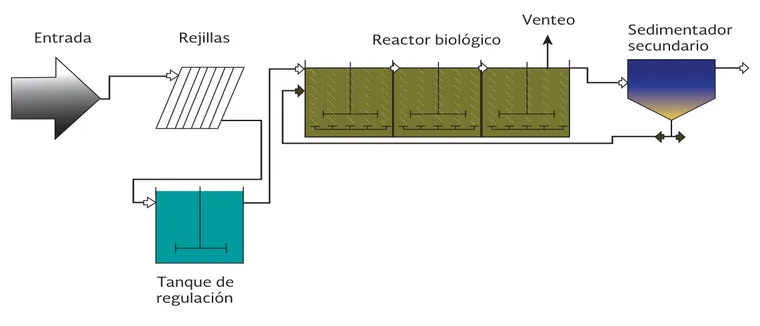 Entrada
Rejillas
Reactor biológico
Venteo
Sedimentador
secundario
Tanque de
regulación